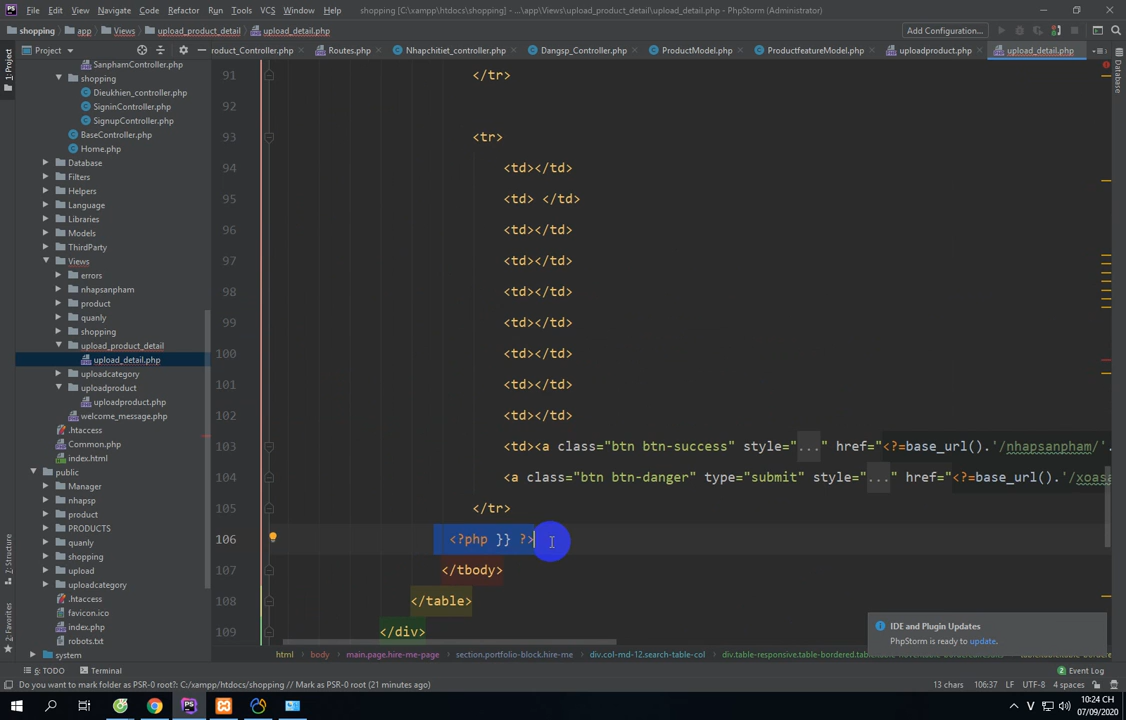 File Edit View Navigate Code Refactor Run Tools VCS Window Help shopping [C:\xampp\htdocs\shopping] - ...\app\Views\upload_product_detail\upload_detail.php - PhpStorm (Administrator)
shopping app Views upload_product_detail upload_detail.php Add Configuration...
Project roduct_Controller.php Routes.php Nhapchitiet_controller.php Dangsp_Controller.php ProductModel.php ProductfeatureModel.php uploadproduct.php upload_detail.php
1: Project
Database
SanphamController.php
shopping
Dieukhien_controller.php
SigninController.php
SignupController.php
BaseController.php
Home.php
Database
Filters
Helpers
Language
Libraries
Models
ThirdParty
Views
errors
nhapsanpham
product
quanly
shopping
upload_product_detail
upload_detail.php
uploadcategory
uploadproduct
uploadproduct.php
welcome_message.php
.htaccess
Common.php
index.html
public
Manager
nhapsp
product
PRODUCTS
quanly
shopping
upload
uploadcategory
.htaccess
favicon.ico
index.php
robots.txt
system
7: Structure
2: Favorites
91 </tr>
92
93 <tr>
94 <td></td>
95 <td> </td>
96 <td></td>
97 <td></td>
98 <td></td>
99 <td></td>
100 <td></td>
101 <td></td>
102 <td></td>
103 <td><a class="btn btn-success" style="..." href="<?=base_url().'/nhapsanpham/'.
104 <a class="btn btn-danger" type="submit" style="..." href="<?=base_url().'/xoasa
105 </tr>
106 <?php }} ?>
107 </tbody>
108 </table>
109 </div>
IDE and Plugin Updates
PhpStorm is ready to update.
html body main.page.hire-me-page section.portfolio-block.hire-me div.col-md-12.search-table-col
6: TODO Terminal Event Log
Do you want to mark folder as PSR-0 root: C:/xampp/htdocs/shopping // Mark as PSR-0 root (21 minutes ago) 13 chars 106:37 LF UTF-8 4 spaces
10:24 CH
07/09/2020